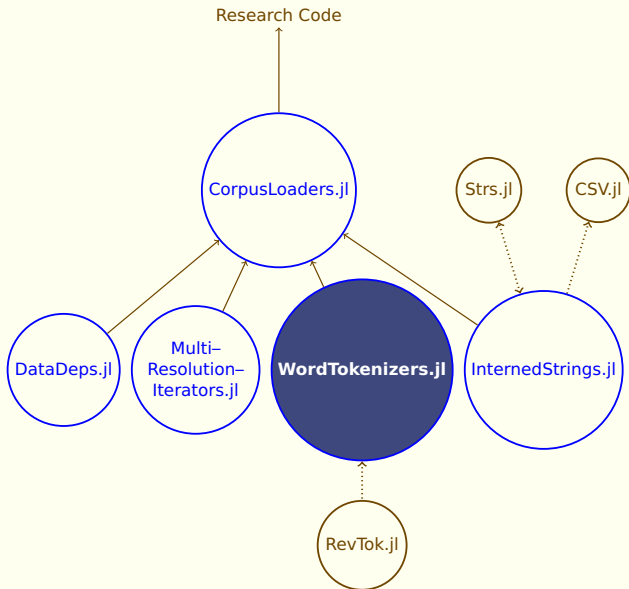 Research Code
CorpusLoaders.jl
Strs.jl
CSV.jl
DataDeps.jl
Multi–
Resolution–
Iterators.jl
WordTokenizers.jl
InternedStrings.jl
RevTok.jl